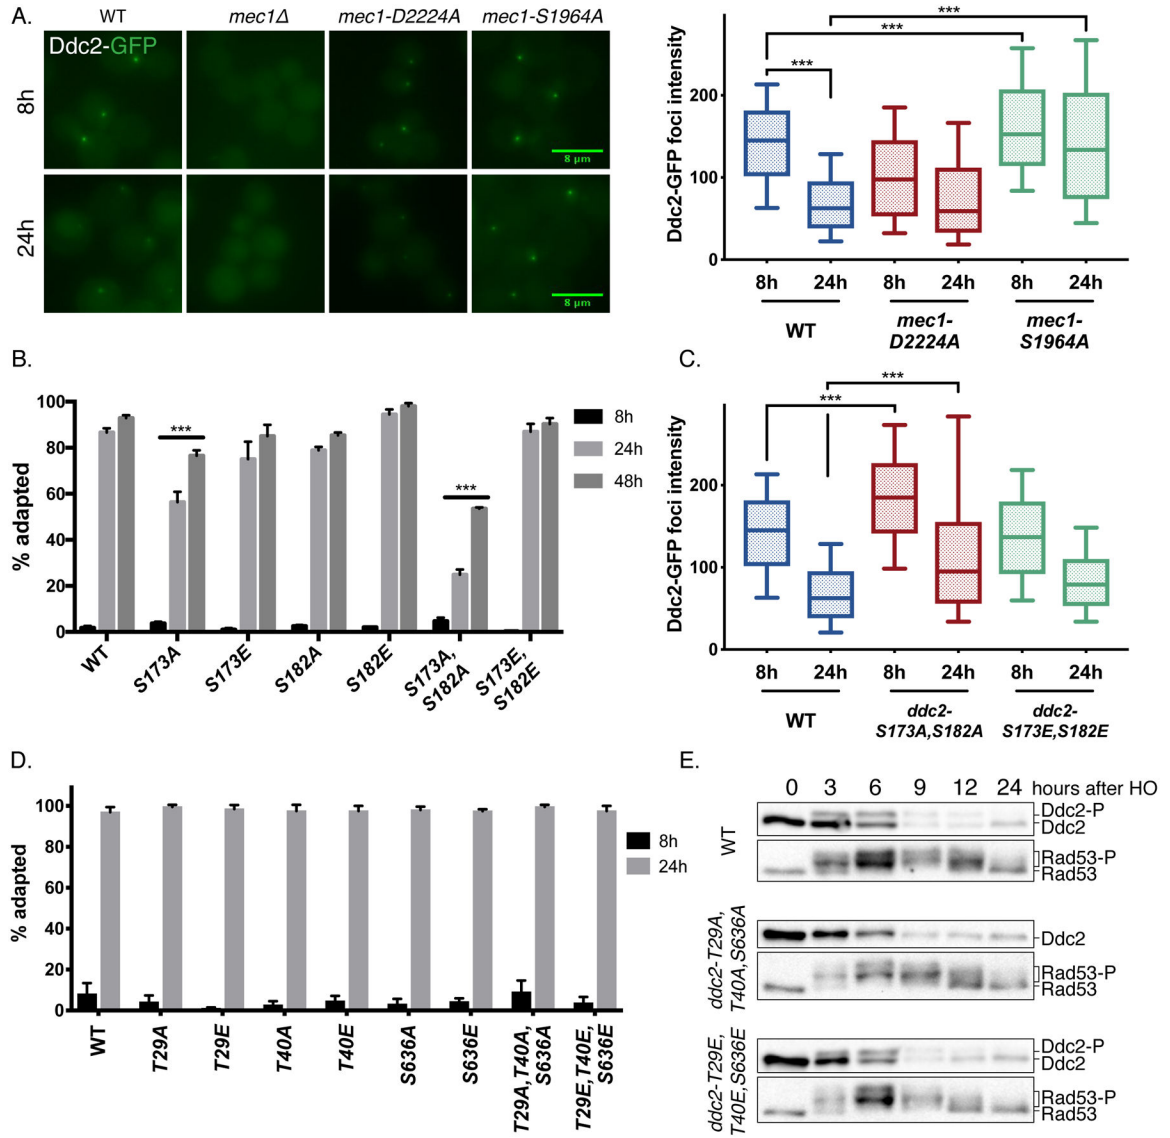 A.
WT
mec1Δ
mec1-D2224A
mec1-S1964A
Ddc2-GFP
8h
8 µm
24h
8 µm
Ddc2-GFP foci intensity
200
100
0
***
***
***
8h 24h 8h 24h 8h 24h
WT
mec1-
D2224A
mec1-
S1964A
B.
% adapted
100
80
60
40
20
0
***
***
8h
24h
48h
WT
S173A
S173E
S182A
S182E
S173A,
S182A
S173E,
S182E
C.
Ddc2-GFP foci intensity
200
100
0
***
***
8h 24h 8h 24h 8h 24h
WT
ddc2-
S173A,S182A
ddc2-
S173E,S182E
D.
% adapted
100
80
60
40
20
0
8h
24h
WT
T29A
T29E
T40A
T40E
S636A
S636E
T29A,T40A,
S636A
T29E,T40E,
S636E
E.
0 3 6 9 12 24 hours after HO
WT
Ddc2-P
Ddc2
Rad53-P
Rad53
ddc2-T29A,
T40A,S636A
Ddc2
Rad53-P
Rad53
ddc2-T29E,
T40E,S636E
Ddc2-P
Ddc2
Rad53-P
Rad53